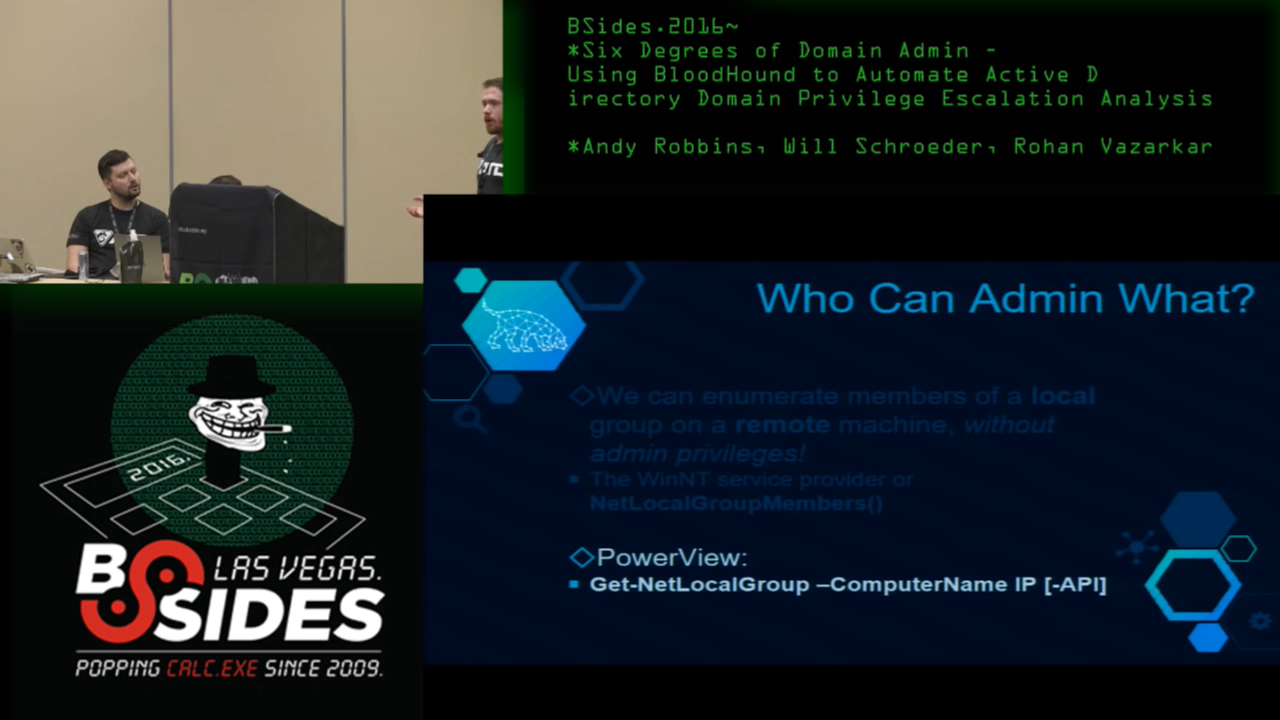 BSides.2016~
*Six Degrees of Domain Admin -
Using BloodHound to Automate Active D
irectory Domain Privilege Escalation Analysis
*Andy Robbins, Will Schroeder, Rohan Vazarkar
Who Can Admin What?
We can enumerate members of a local
group on a remote machine, without
admin privileges!
The WinNT service provider or
NetLocalGroupMembers()
PowerView:
Get-NetLocalGroup –ComputerName IP [-API]
2016.
BSIDES
LAS VEGAS.
POPPING CALC.EXE SINCE 2009.